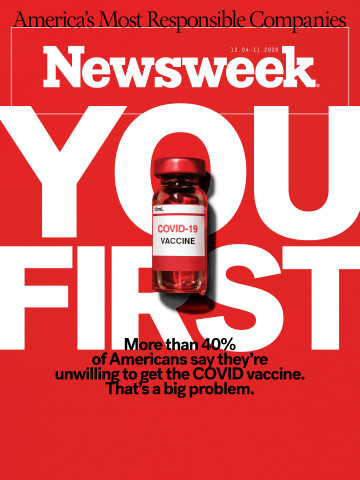 America's Most Responsible Companies
12.04-11.2020
Newsweek
YOU
FIRST
COVID-19
VACCINE
More than 40%
of Americans say they're
unwilling to get the COVID vaccine.
That's a big problem.